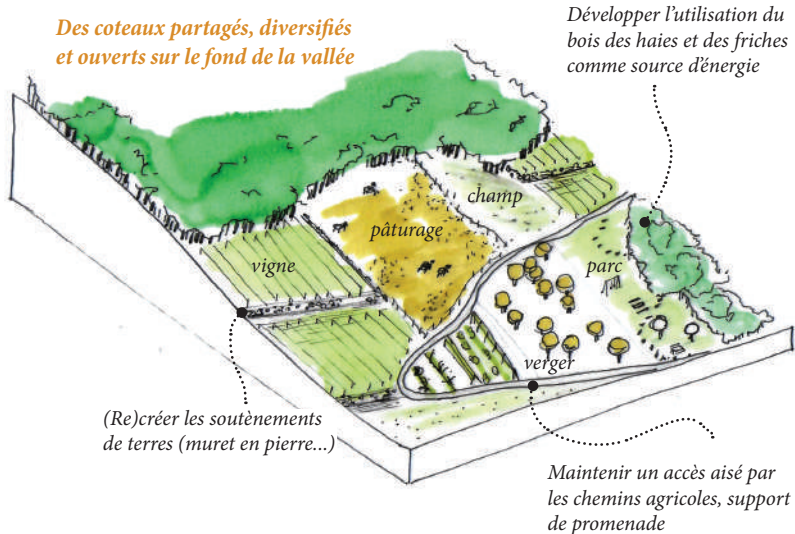 Des coteaux partagés, diversifiés
et ouverts sur le fond de la vallée
Développer l'utilisation du
bois des haies et des friches
comme source d'énergie
champ
pâturage
vigne
parc
verger
(Re)créer les soutènements
de terres (muret en pierre...)
Maintenir un accès aisé par
les chemins agricoles, support
de promenade